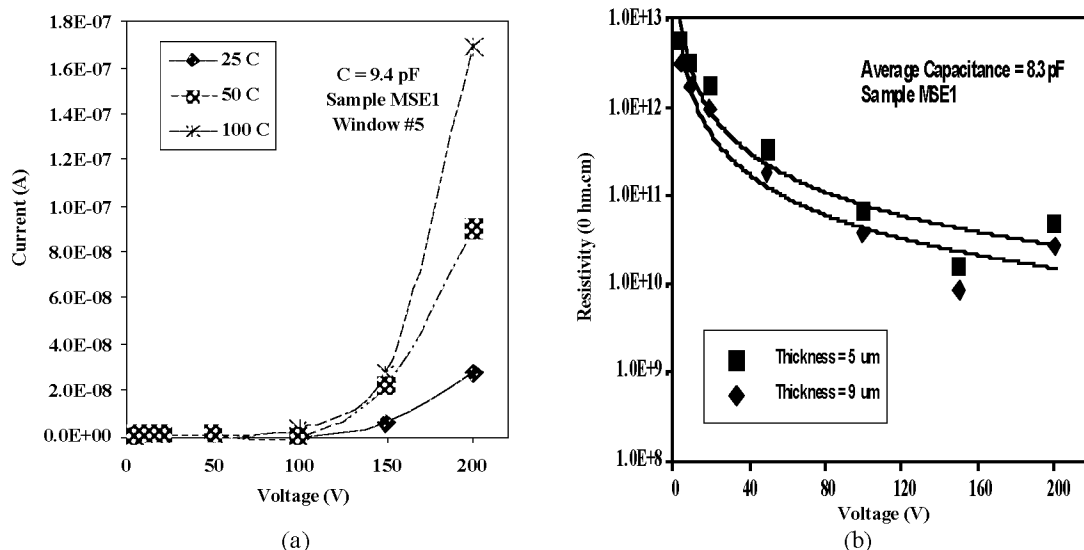 1.8E-07
1.6E-07
1.4E-07
1.2E-07
1.0E-07
8.0E-08
6.0E-08
4.0E-08
2.0E-08
0.0E+00
Current (A)
25 C
50 C
100 C
C = 9.4 pF
Sample MSE1
Window #5
0 50 100 150 200
Voltage (V)
(a)
1.0E+13
1.0E+12
1.0E+11
1.0E+10
1.0E+9
1.0E+8
Resistivity (0 hm.cm)
Average Capacitance = 8.3 pF
Sample MSE1
Thickness = 5 um
Thickness = 9 um
0 40 80 120 160 200
Voltage (V)
(b)